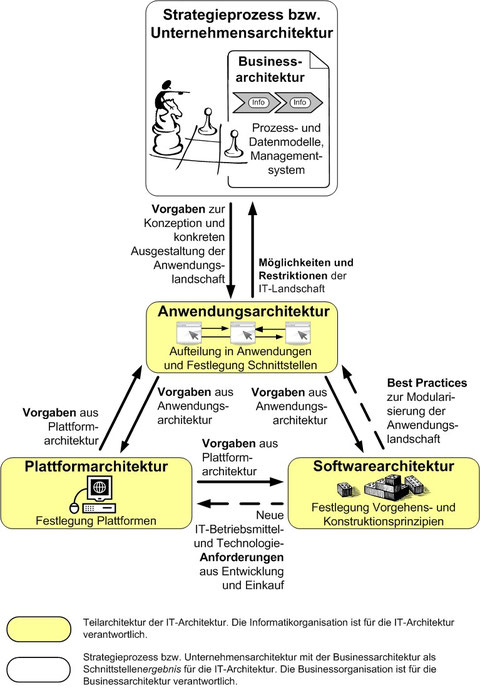 Strategieprozess bzw.
Unternehmensarchitektur
Business-
architektur
Info
Info
Prozess- und
Datenmodelle,
Management-
system
Vorgaben zur
Konzeption und
konkreten
Ausgestaltung der
Anwendungs-
landschaft
Möglichkeiten und
Restriktionen der
IT-Landschaft
Anwendungsarchitektur
Aufteilung in Anwendungen
und Festlegung Schnittstellen
Vorgaben aus
Plattform-
architektur
Vorgaben aus
Anwendungs-
architektur
Vorgaben aus
Anwendungs-
architektur
Best Practices
zur Modulari-
sierung der
Anwendungs-
landschaft
Plattformarchitektur
Festlegung Plattformen
Vorgaben aus
Plattform-
architektur
Softwarearchitektur
Festlegung Vorgehens- und
Konstruktionsprinzipien
Neue
IT-Betriebsmittel-
und Technologie-
Anforderungen
aus Entwicklung
und Einkauf
Teilarchitektur der IT-Architektur. Die Informatikorganisation ist für die IT-Architektur
verantwortlich.
Strategieprozess bzw. Unternehmensarchitektur mit der Businessarchitektur als
Schnittstellenergebnis für die IT-Architektur. Die Businessorganisation ist für die
Businessarchitektur verantwortlich.